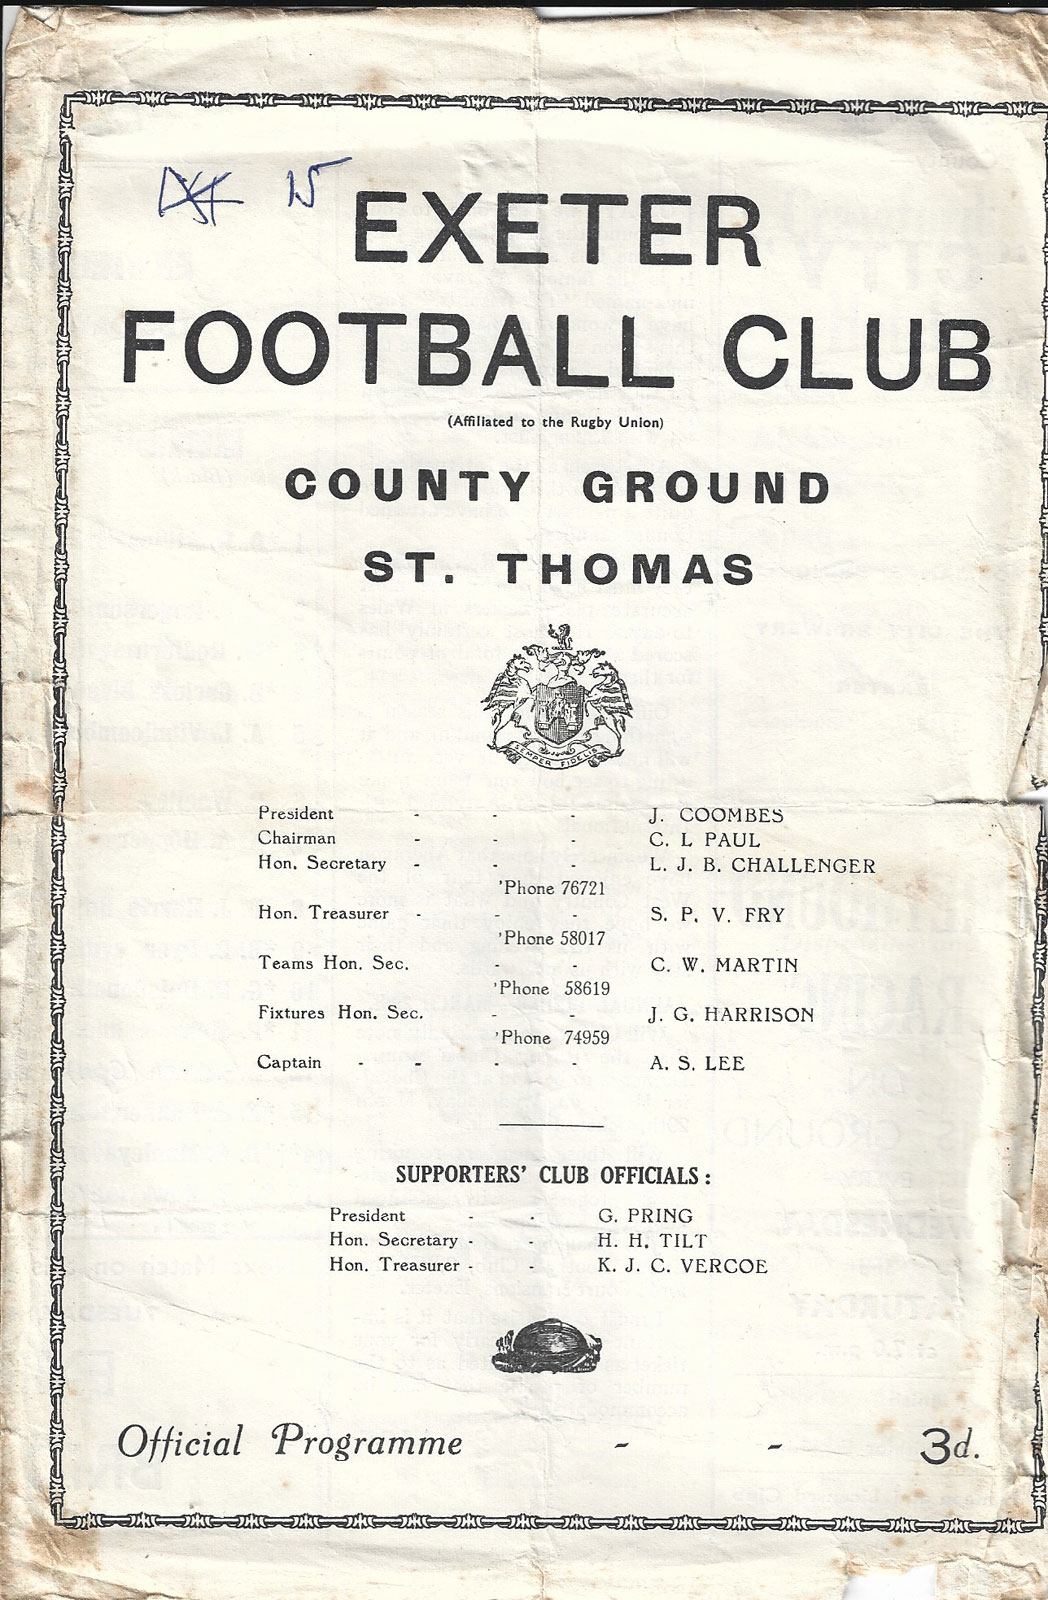 15
EXETER
FOOTBALL CLUB
(Affiliated to the Rugby Union)
COUNTY GROUND
ST. THOMAS
SEMPER FIDELIS
President - - - J. COOMBES
Chairman - - - C. L PAUL
Hon. Secretary - - - L. J. B. CHALLENGER
'Phone 76721
Hon. Treasurer - - - S. P. V. FRY
'Phone 58017
Teams Hon. Sec. - - C. W. MARTIN
'Phone 58619
Fixtures Hon. Sec. - - J. G. HARRISON
'Phone 74959
Captain - - - - A. S. LEE
SUPPORTERS' CLUB OFFICIALS :
President - - G. PRING
Hon. Secretary - - H. H. TILT
Hon. Treasurer - - K. J. C. VERCOE
Official Programme - - 3d.